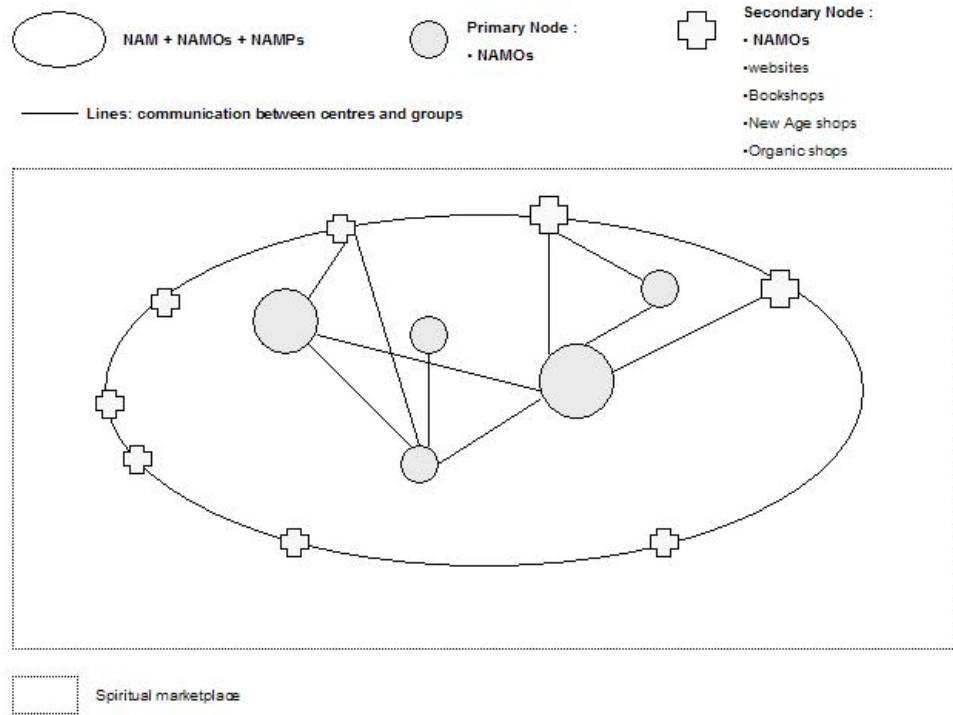 NAM + NAMOs + NAMPs
Primary Node :
• NAMOs
Secondary Node :
• NAMOs
•websites
•Bookshops
•New Age shops
•Organic shops
Lines: communication between centres and groups
Spiritual marketplace